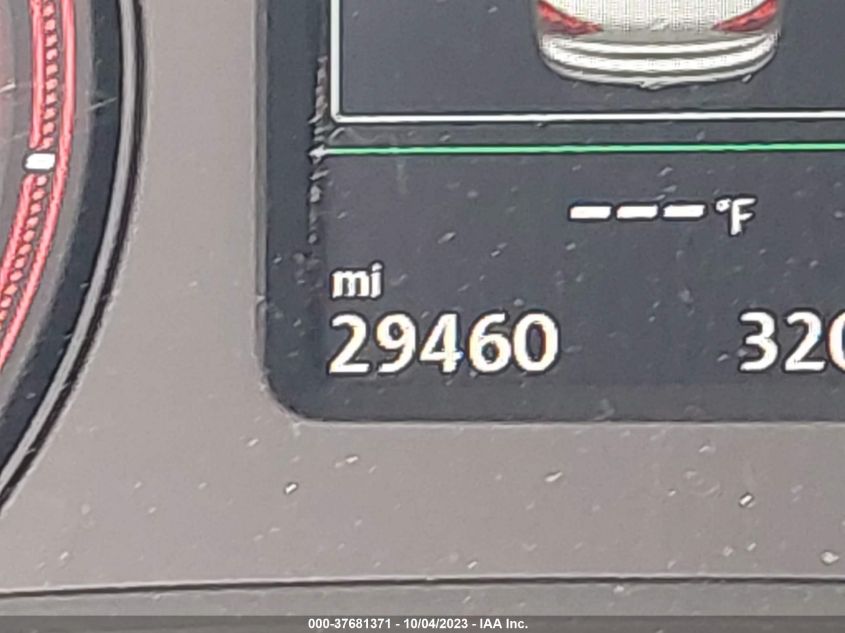 --- °F
mi
29460 320
000-37681371 - 10/04/2023 - IAA Inc.